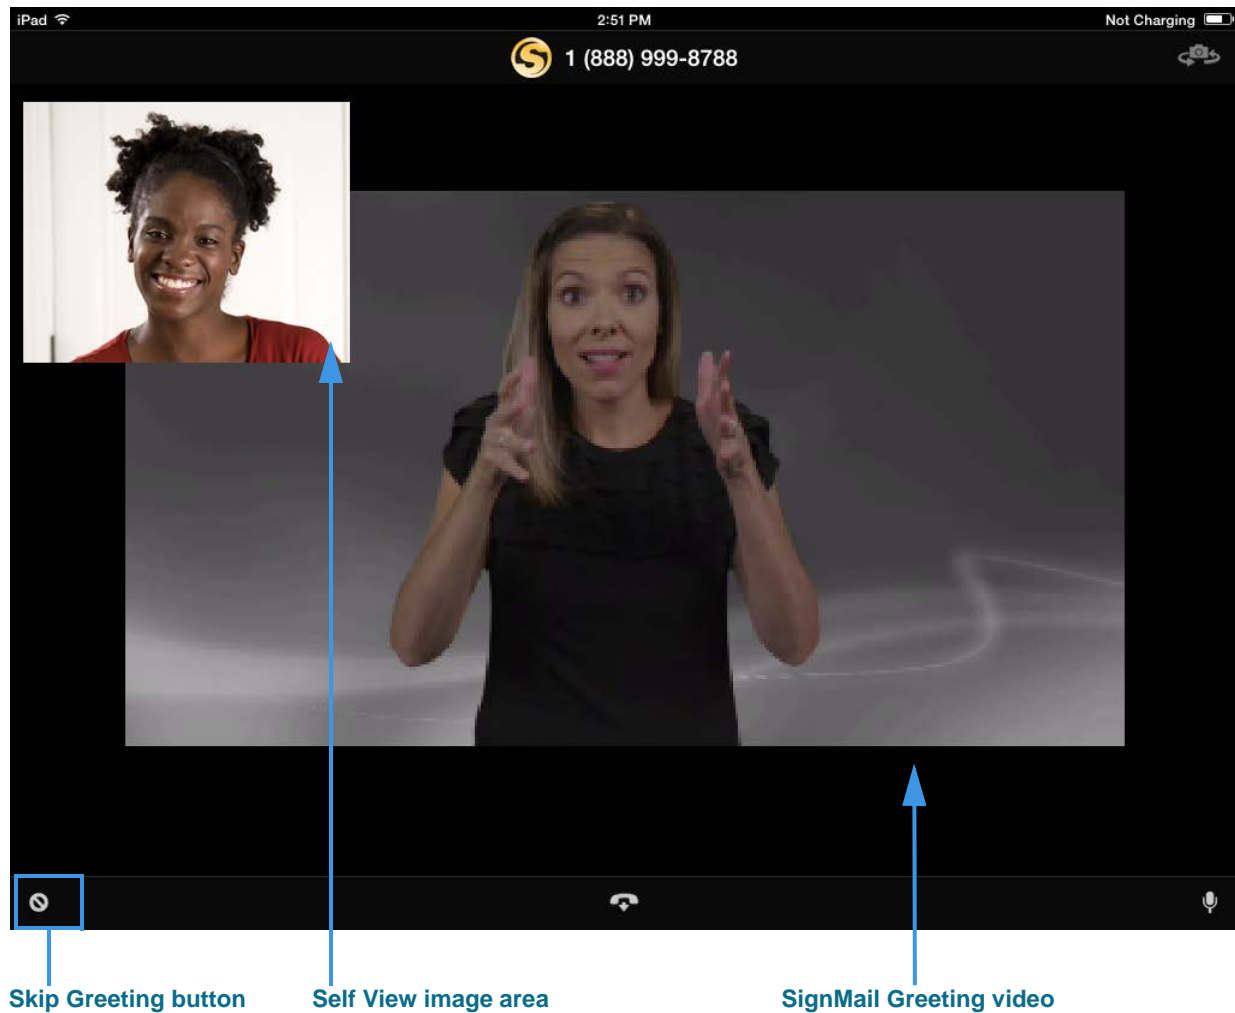 iPad 2:51 PM Not Charging
S 1 (888) 999-8788
Skip Greeting button Self View image area SignMail Greeting video